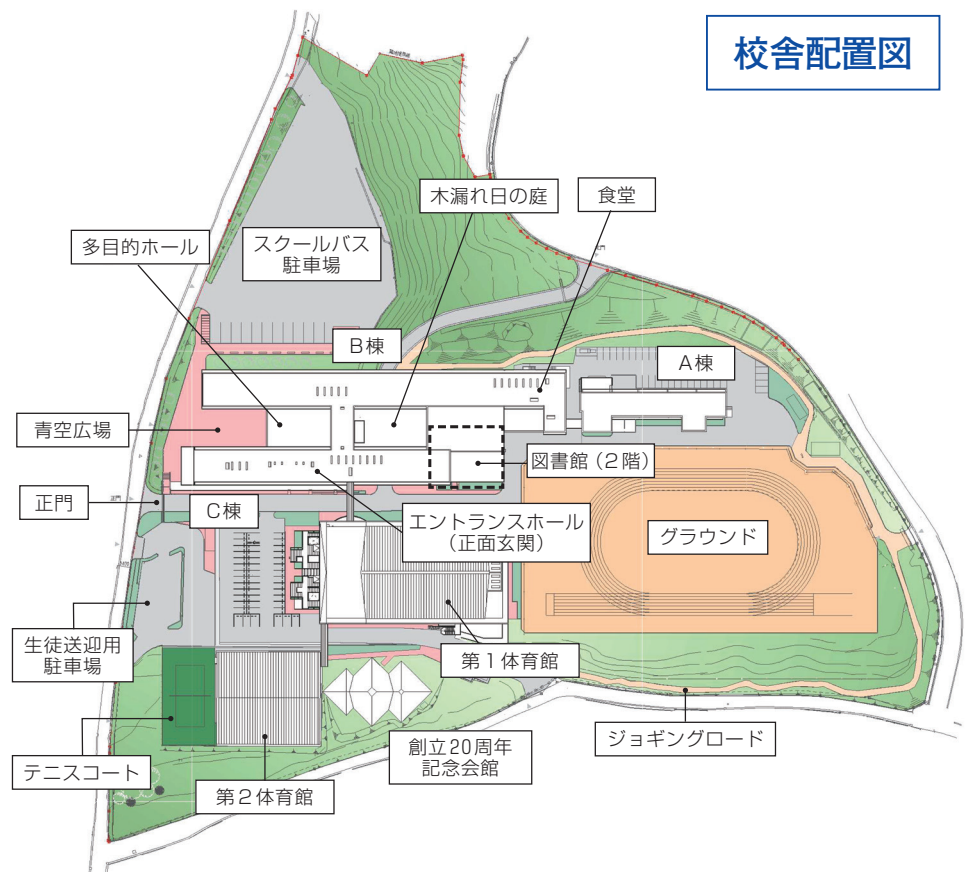 校舎配置図
木漏れ日の庭
食堂
多目的ホール
スクールバス
駐車場
B棟
A棟
青空広場
図書館（2階）
正門
C棟
エントランスホール
（正面玄関）
グラウンド
生徒送迎用
駐車場
第1体育館
ジョギングロード
創立20周年
記念会館
テニスコート
第2体育館